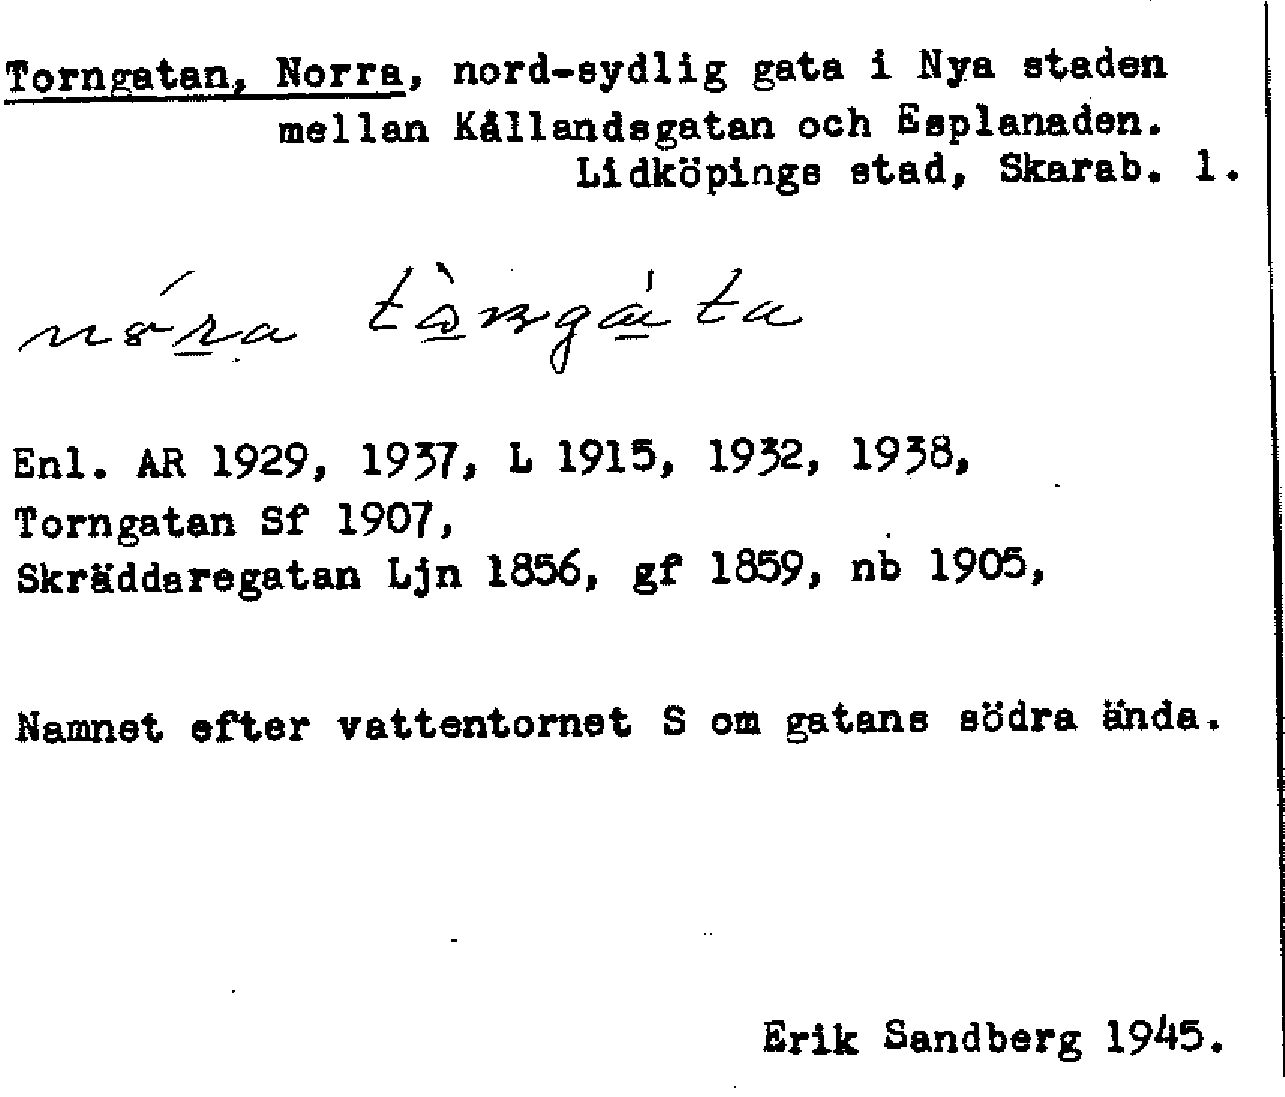 Torngatan, Norra, nord-sydlig gata i Nya staden
mellan Kållandsgatan och Esplanaden.
Lidköpings stad, Skarab. l.
Enl. AR 1929, 1937, L 1915, 1932, 1938,
Torngatan Sf 1907,
Skräddaregatan Ljn 1856, gf 1859, nb 1905,
Namnet efter vattentornet S om gatans södra ända.
Erik Sandberg 1945.